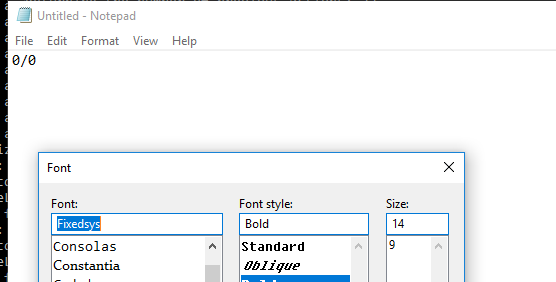 Untitled - Notepad
File Edit Format View Help
0/0
Font
Font: Font style: Size:
Fixedsys Bold 14
Consolas Standard 9
Constantia Oblique